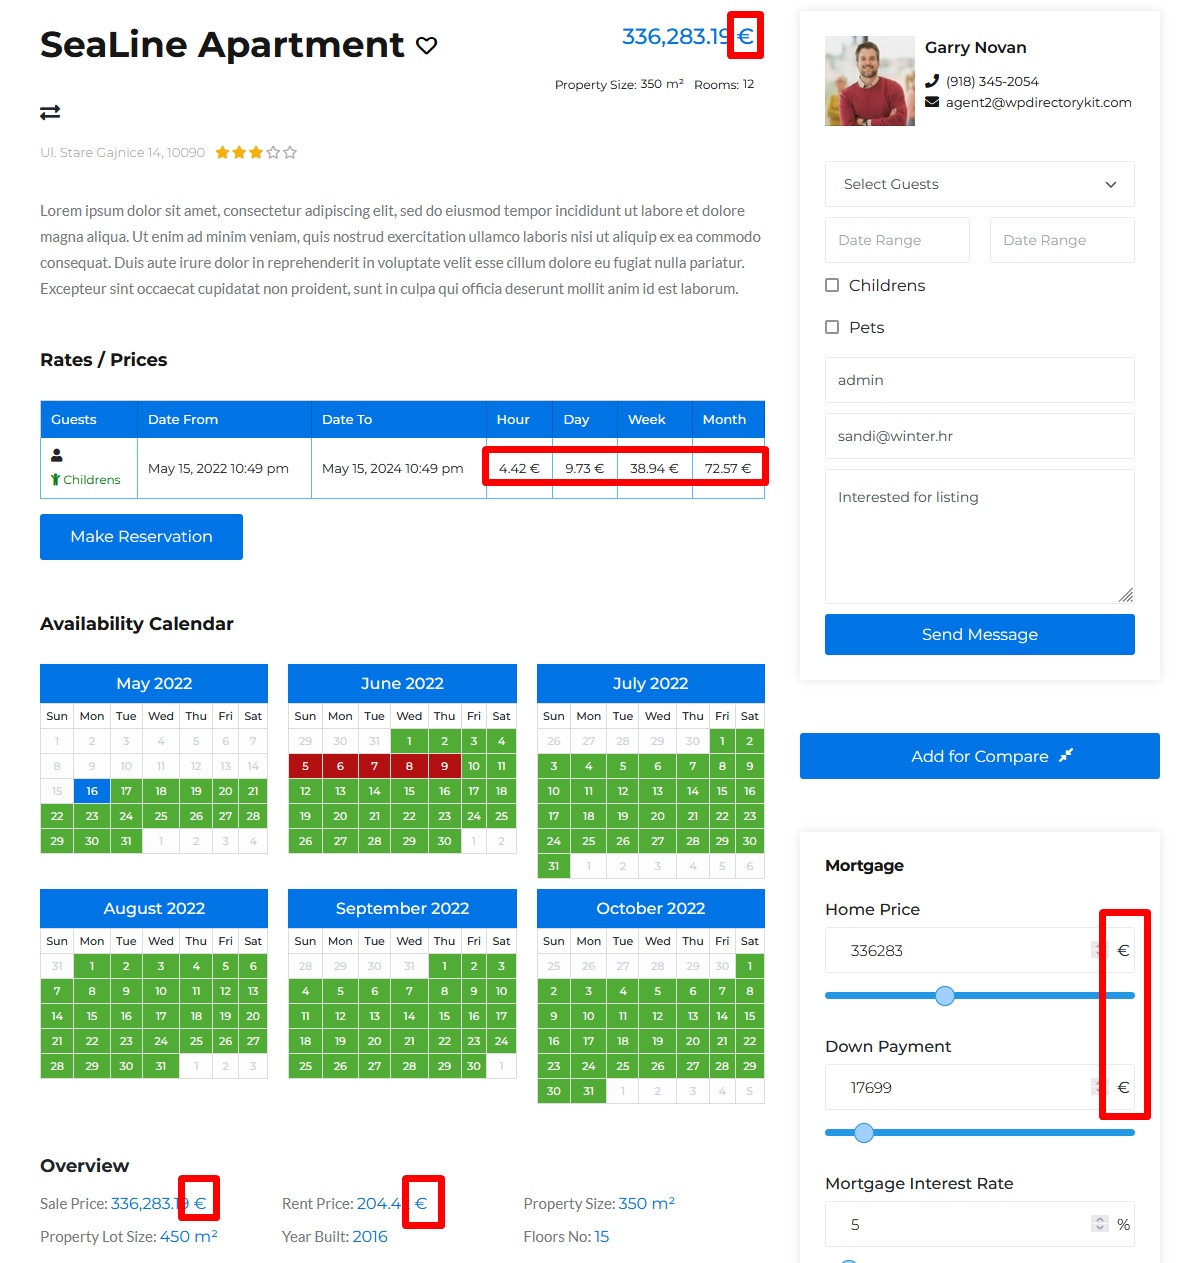 SeaLine Apartment
336,283.19 €
Property Size: 350 m² Rooms: 12
Ul. Stare Gajnice 14, 10090
Lorem ipsum dolor sit amet, consectetur adipiscing elit, sed do eiusmod tempor incididunt ut labore et dolore
magna aliqua. Ut enim ad minim veniam, quis nostrud exercitation ullamco laboris nisi ut aliquip ex ea commodo
consequat. Duis aute irure dolor in reprehenderit in voluptate velit esse cillum dolore eu fugiat nulla pariatur.
Excepteur sint occaecat cupidatat non proident, sunt in culpa qui officia deserunt mollit anim id est laborum.
Rates / Prices
Guests Date From Date To Hour Day Week Month
May 15, 2022 10:49 pm May 15, 2024 10:49 pm 4.42 € 9.73 € 38.94 € 72.57 €
Childrens
Make Reservation
Availability Calendar
May 2022
Sun Mon Tue Wed Thu Fri Sat
1 2 3 4 5 6 7
8 9 10 11 12 13 14
15 16 17 18 19 20 21
22 23 24 25 26 27 28
29 30 31 1 2 3 4
June 2022
Sun Mon Tue Wed Thu Fri Sat
29 30 31 1 2 3 4
5 6 7 8 9 10 11
12 13 14 15 16 17 18
19 20 21 22 23 24 25
26 27 28 29 30 1 2
July 2022
Sun Mon Tue Wed Thu Fri Sat
26 27 28 29 30 1 2
3 4 5 6 7 8 9
10 11 12 13 14 15 16
17 18 19 20 21 22 23
24 25 26 27 28 29 30
31 1 2 3 4 5 6
August 2022
Sun Mon Tue Wed Thu Fri Sat
31 1 2 3 4 5 6
7 8 9 10 11 12 13
14 15 16 17 18 19 20
21 22 23 24 25 26 27
28 29 30 31 1 2 3
September 2022
Sun Mon Tue Wed Thu Fri Sat
28 29 30 31 1 2 3
4 5 6 7 8 9 10
11 12 13 14 15 16 17
18 19 20 21 22 23 24
25 26 27 28 29 30 1
October 2022
Sun Mon Tue Wed Thu Fri Sat
25 26 27 28 29 30 1
2 3 4 5 6 7 8
9 10 11 12 13 14 15
16 17 18 19 20 21 22
23 24 25 26 27 28 29
30 31 1 2 3 4 5
Overview
Sale Price: 336,283.19 € Rent Price: 204.4 € Property Size: 350 m²
Property Lot Size: 450 m² Year Built: 2016 Floors No: 15
Garry Novan
(918) 345-2054
agent2@wpdirectorykit.com
Select Guests
Date Range Date Range
Childrens
Pets
admin
sandi@winter.hr
Interested for listing
Send Message
Add for Compare
Mortgage
Home Price
336283 €
Down Payment
17699 €
Mortgage Interest Rate
5 %